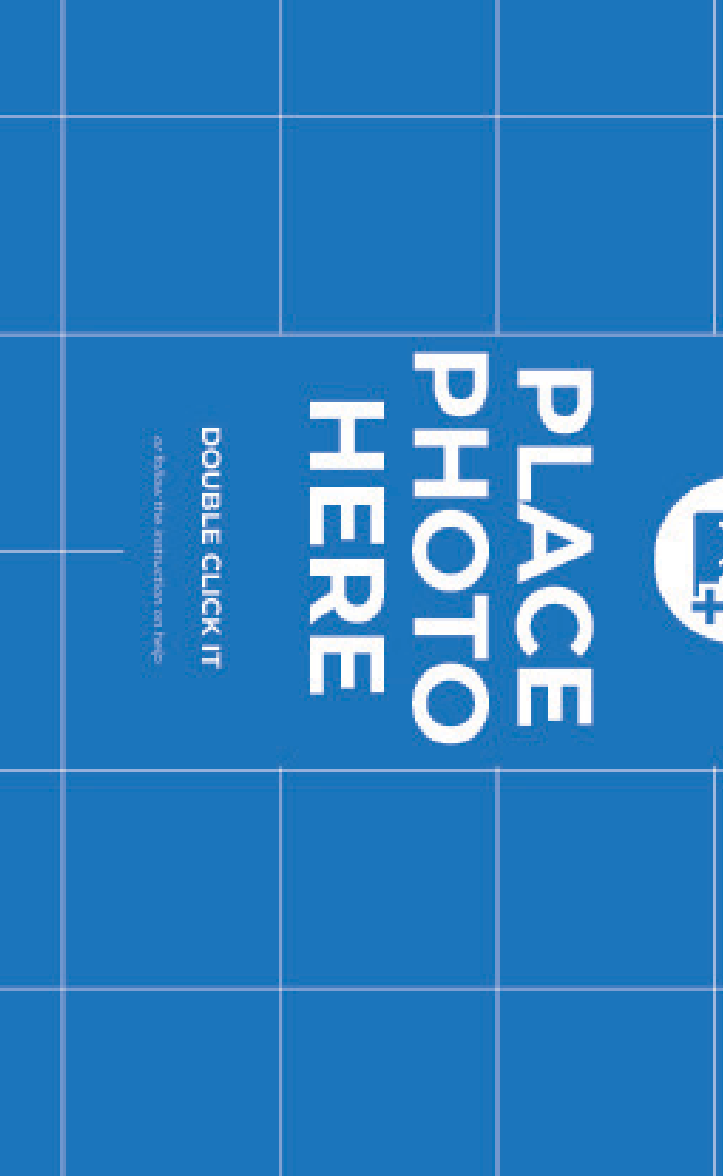 PLACE
PHOTO
HERE
DOUBLE CLICK IT
or follow the instruction on help